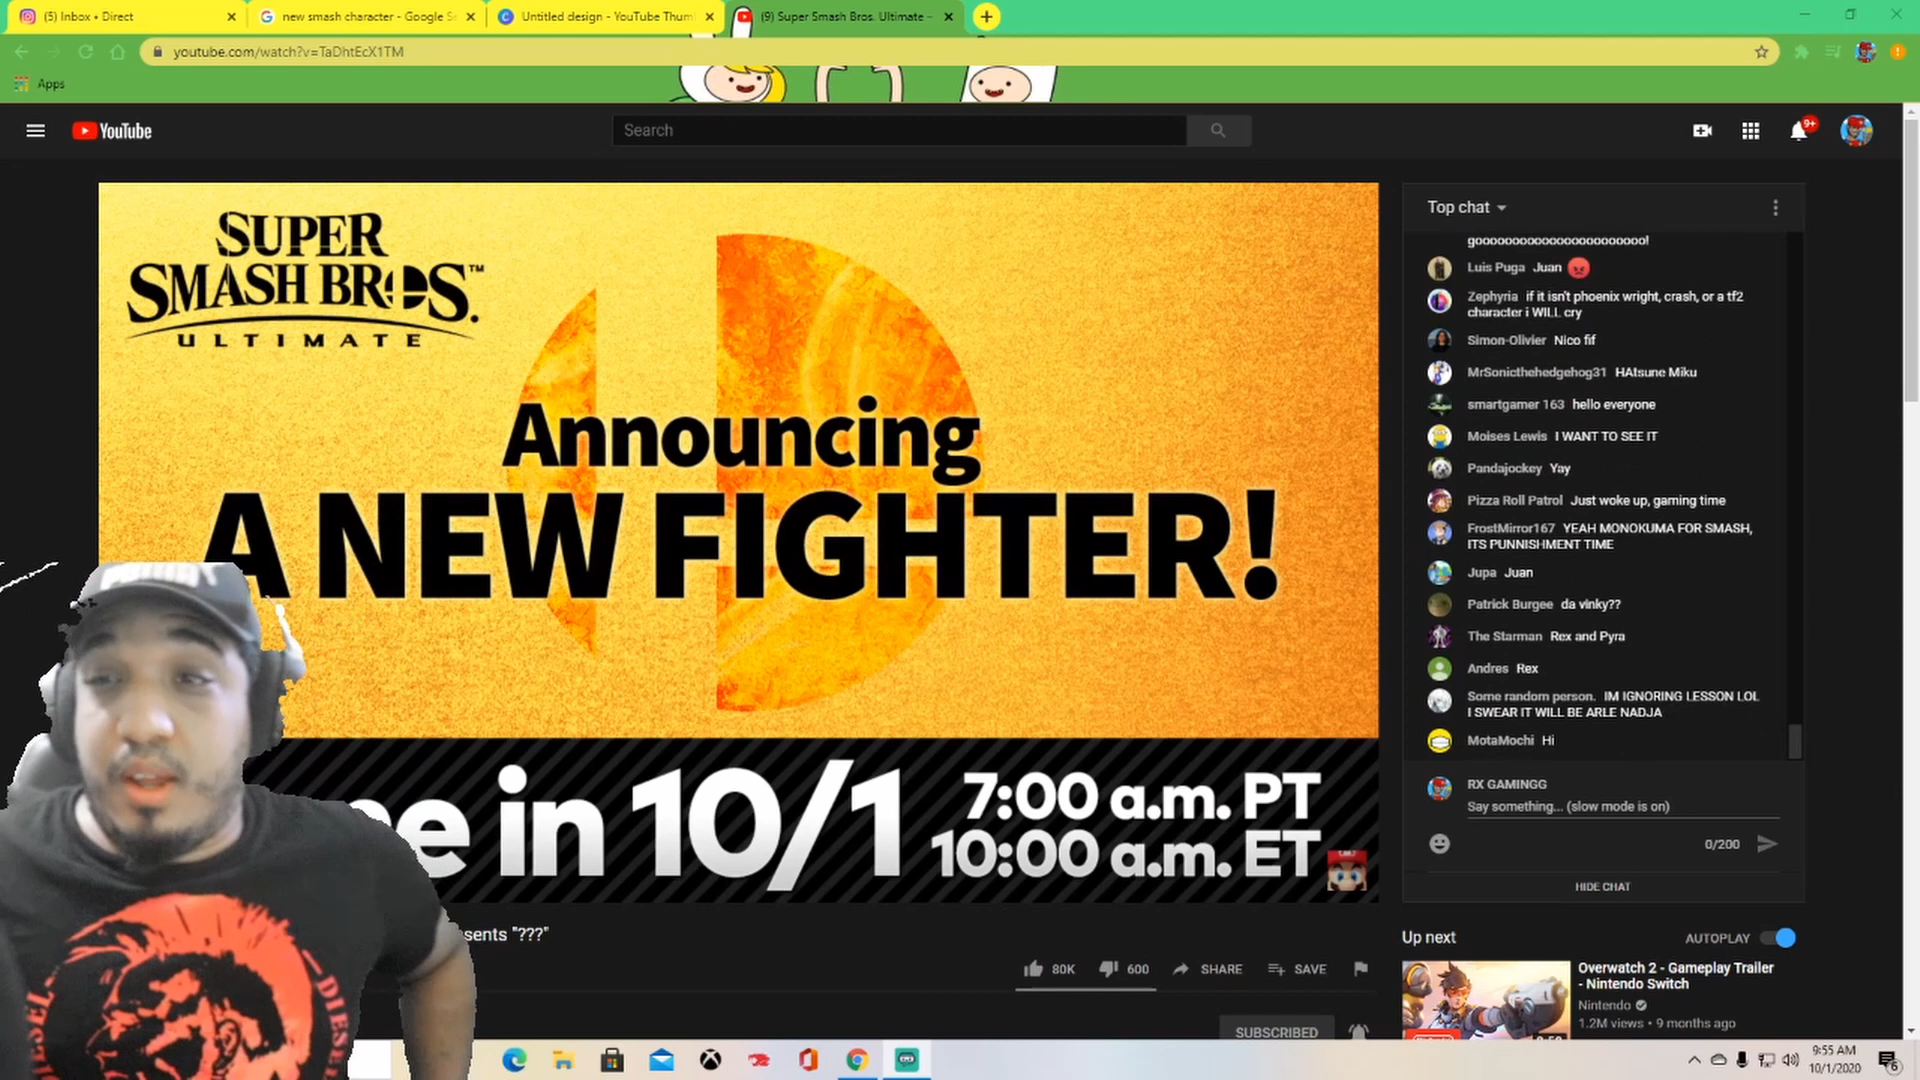 (5) Inbox • Direct
new smash character - Google Se
Untitled design - YouTube Thum
(9) Super Smash Bros. Ultimate -
youtube.com/watch?v=TaDhtEcX1TM
Apps
YouTube
Search
9+
SUPER
SMASH BROS.™
ULTIMATE
Announcing
A NEW FIGHTER!
e in 10/1
7:00 a.m. PT
10:00 a.m. ET
Top chat
goooooooooooooooooooooooo!
Luis Puga Juan
Zephyria if it isn't phoenix wright, crash, or a tf2
character i WILL cry
Simon-Olivier Nico fif
MrSonicthehedgehog31 HAtsune Miku
smartgamer 163 hello everyone
Moises Lewis I WANT TO SEE IT
Pandajockey Yay
Pizza Roll Patrol Just woke up, gaming time
FrostMirror167 YEAH MONOKUMA FOR SMASH,
ITS PUNNISHMENT TIME
Jupa Juan
Patrick Burgee da vinky??
The Starman Rex and Pyra
Andres Rex
Some random person. IM IGNORING LESSON LOL
I SWEAR IT WILL BE ARLE NADJA
MotaMochi Hi
RX GAMINGG
Say something... (slow mode is on)
0/200
HIDE CHAT
sents "???"
80K
600
SHARE
SAVE
SUBSCRIBED
Up next
AUTOPLAY
Overwatch 2 - Gameplay Trailer
- Nintendo Switch
Nintendo
1.2M views • 9 months ago
DIESEL
DIESE
9:55 AM
10/1/2020
6